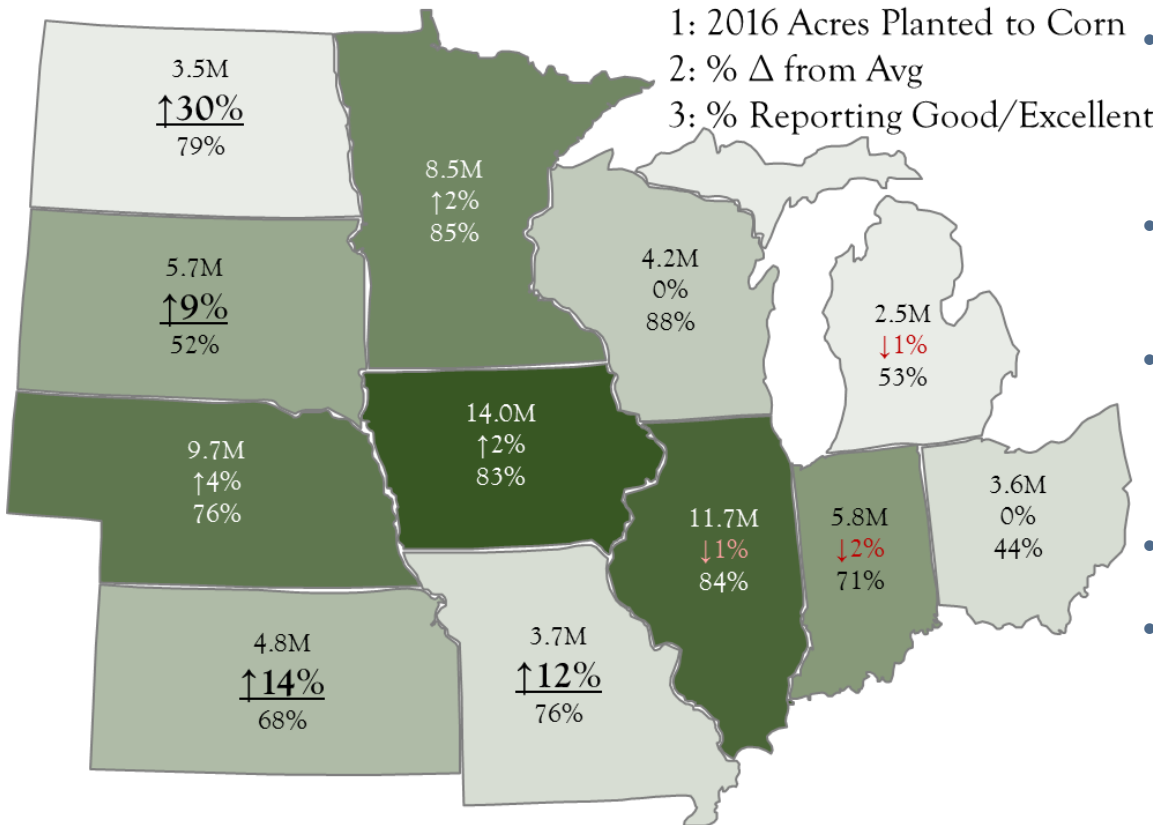 1: 2016 Acres Planted to Corn
2: % Δ from Avg
3: % Reporting Good/Excellent
3.5M
↑30%
79%
8.5M
↑2%
85%
5.7M
↑9%
52%
4.2M
0%
88%
2.5M
↓1%
53%
9.7M
↑4%
76%
14.0M
↑2%
83%
11.7M
↓1%
84%
5.8M
↓2%
71%
3.6M
0%
44%
4.8M
↑14%
68%
3.7M
↑12%
76%